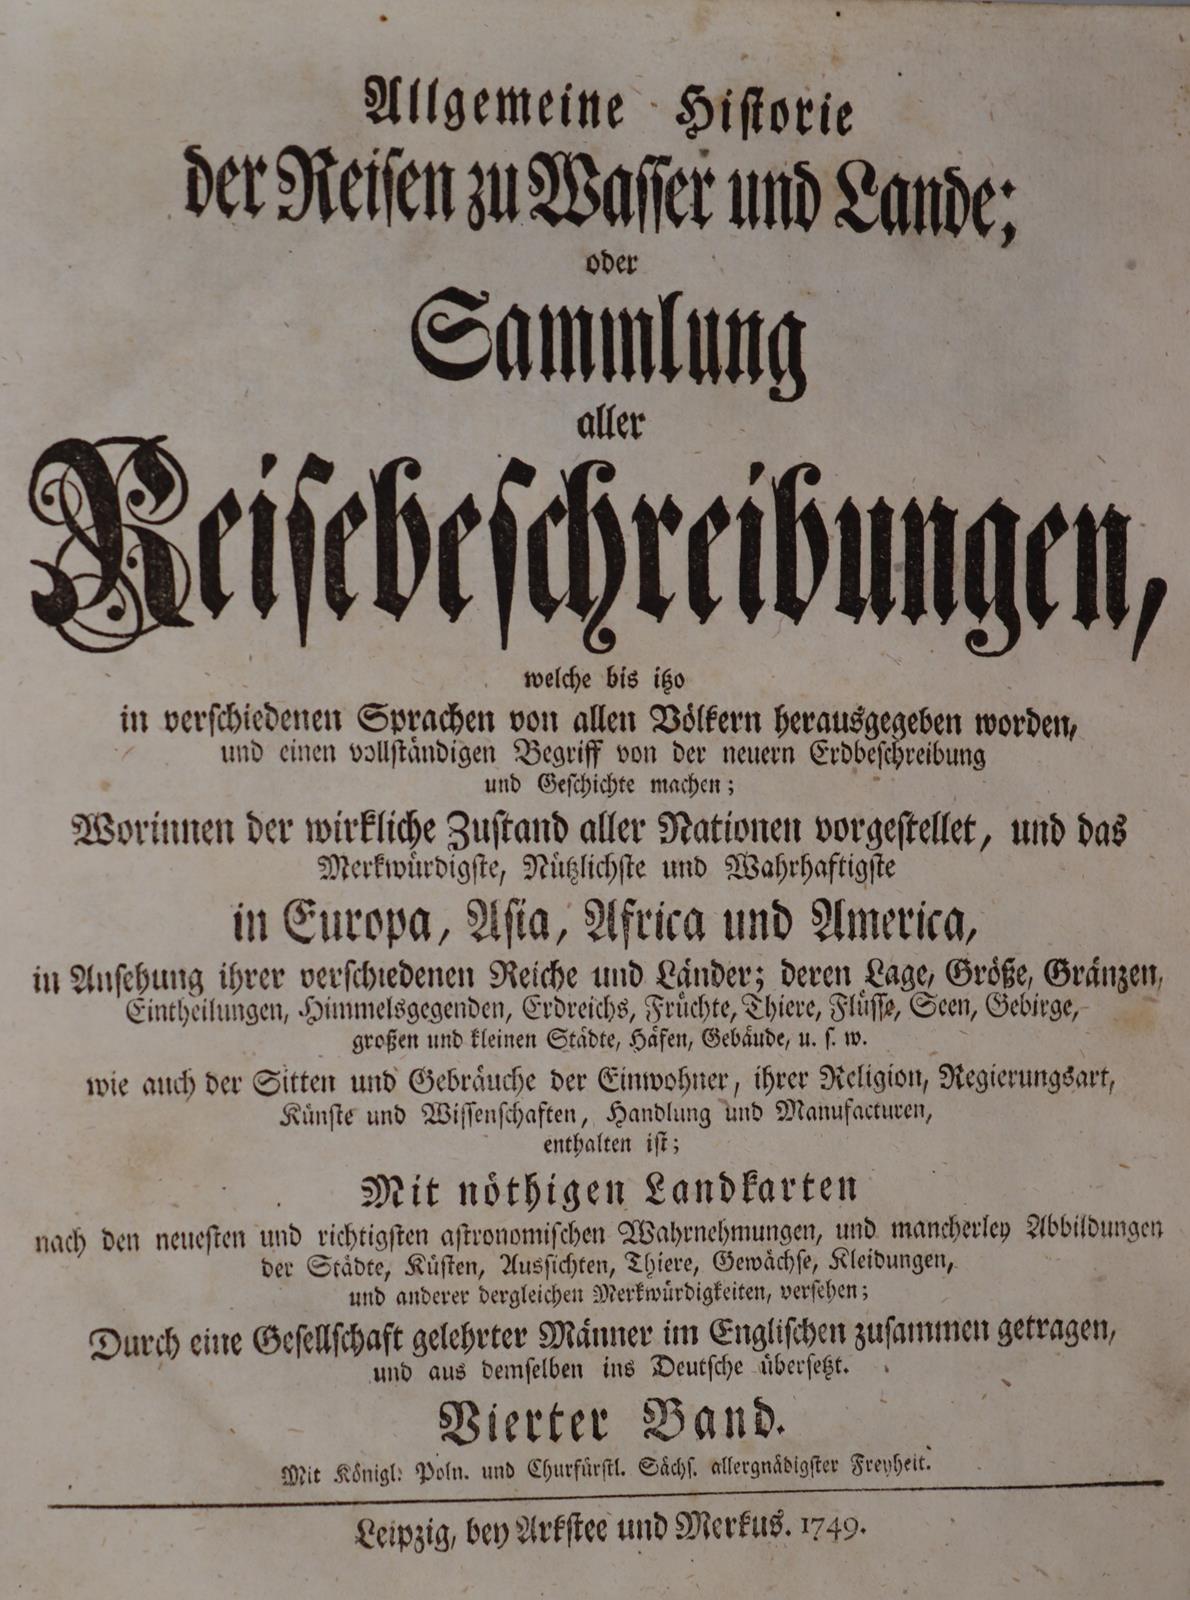 Allgemeine Historie
der Reisen zu Wasser und Lande;
oder
Sammlung
aller
Reisebeschreibungen,
welche bis itzo
in verschiedenen Sprachen von allen Völkern herausgegeben worden,
und einen vollständigen Begriff von der neuern Erdbeschreibung
und Geschichte machen;
Worinnen der wirkliche Zustand aller Nationen vorgestellet, und das
Merkwürdigste, Nützlichste und Wahrhaftigste
in Europa, Asia, Africa und America,
in Ansehung ihrer verschiedenen Reiche und Länder; deren Lage, Größe, Gränzen,
Eintheilungen, Himmelsgegenden, Erdreichs, Früchte, Thiere, Flüsse, Seen, Gebirge,
großen und kleinen Städte, Häfen, Gebäude, u. s. w.
wie auch der Sitten und Gebräuche der Einwohner, ihrer Religion, Regierungsart,
Künste und Wissenschaften, Handlung und Manufacturen,
enthalten ist;
Mit nöthigen Landkarten
nach den neuesten und richtigsten astronomischen Wahrnehmungen, und mancherley Abbildungen
der Städte, Küsten, Aussichten, Thiere, Gewächse, Kleidungen,
und anderer dergleichen Merkwürdigkeiten, versehen;
Durch eine Gesellschaft gelehrter Männer im Englischen zusammen getragen,
und aus demselben ins Deutsche übersetzt.
Vierter Band.
Mit Königl: Poln. und Churfürstl. Sächs. allergnädigster Freyheit.
Leipzig, bey Arkstee und Merkus. 1749.